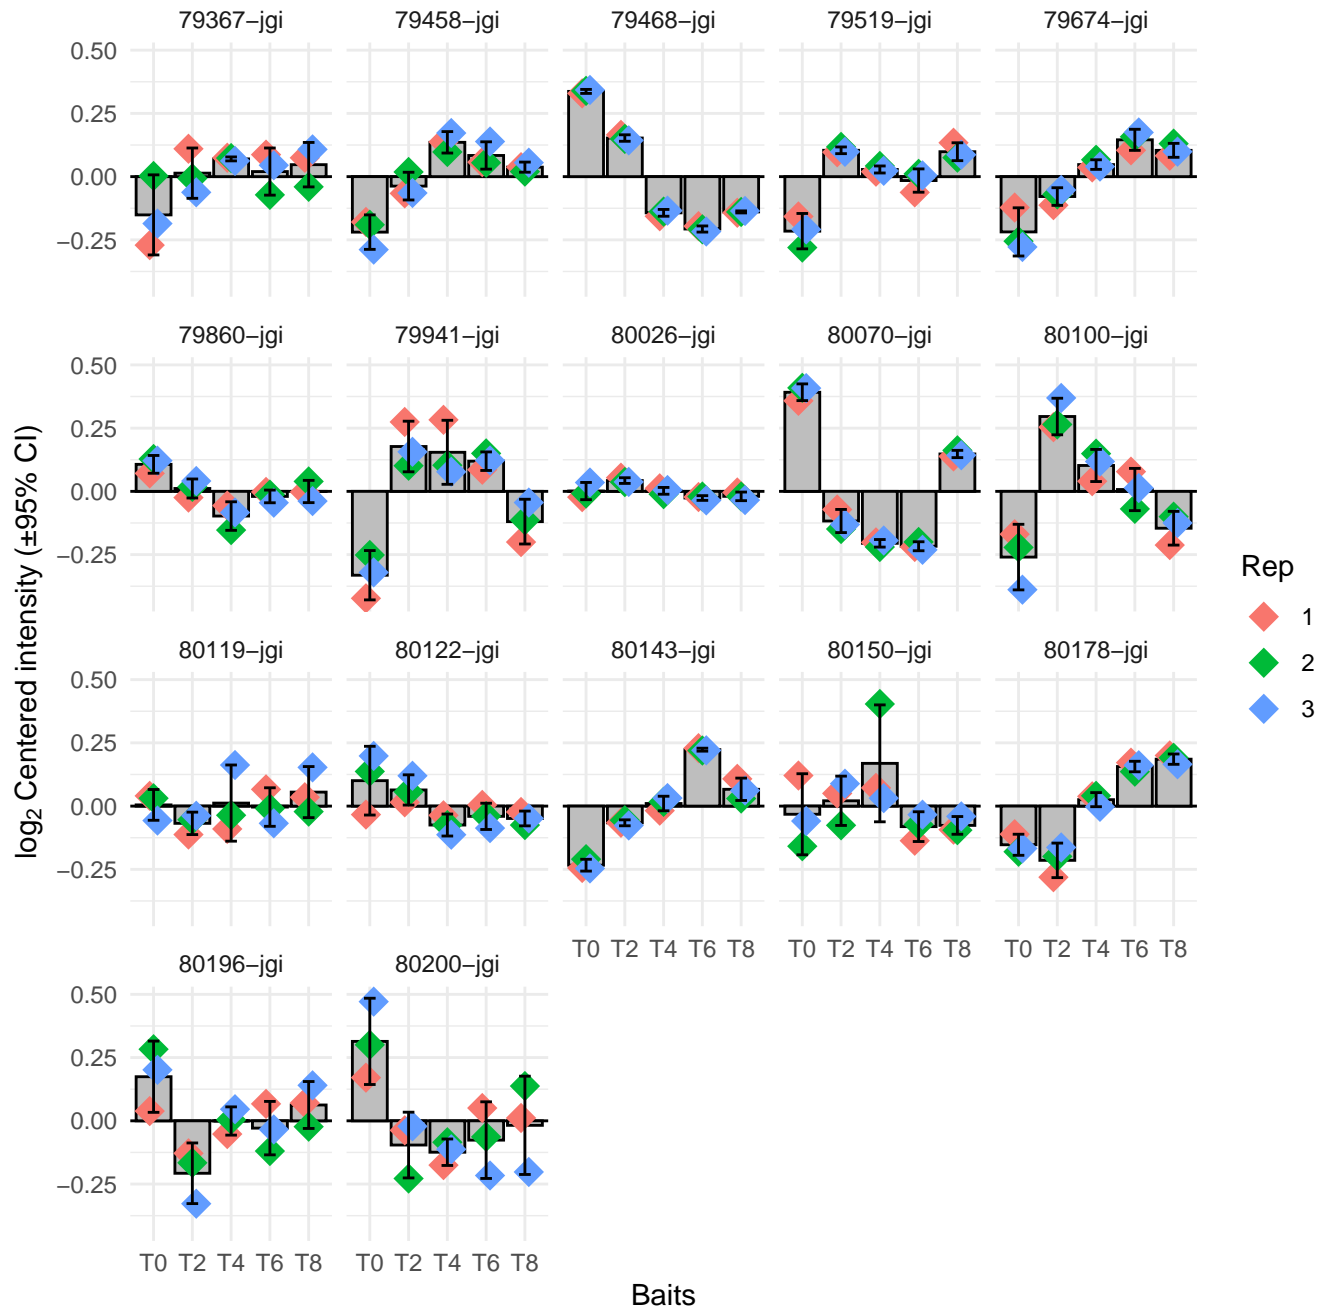 79367−jgi 79458−jgi 79468−jgi 79519−jgi 79674−jgi
0.50
0.25
0.00
−0.25
79860−jgi 79941−jgi 80026−jgi 80070−jgi 80100−jgi
0.50
0.25
0.00
−0.25
80119−jgi 80122−jgi 80143−jgi 80150−jgi 80178−jgi
0.50
0.25
0.00
−0.25
T0 T2 T4 T6 T8 T0 T2 T4 T6 T8 T0 T2 T4 T6 T8
80196−jgi 80200−jgi
0.50
0.25
0.00
−0.25
T0 T2 T4 T6 T8 T0 T2 T4 T6 T8
Baits
log₂ Centered intensity (±95% CI)
Rep
1
2
3